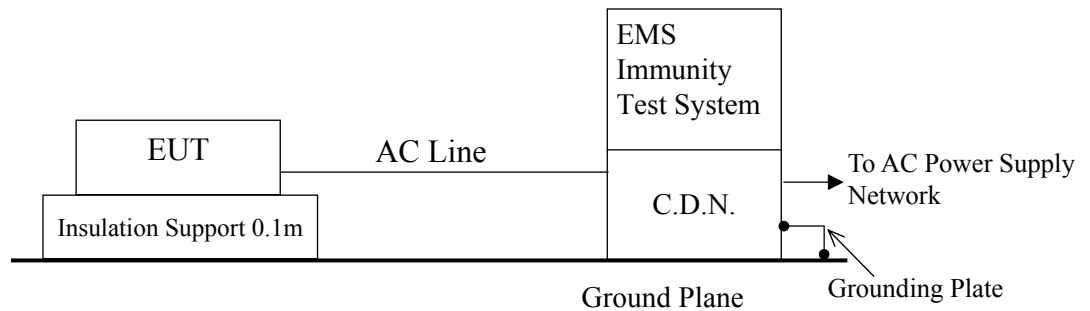 EMS
Immunity
Test System
EUT
AC Line
To AC Power Supply
Network
C.D.N.
Insulation Support 0.1m
Ground Plane
Grounding Plate